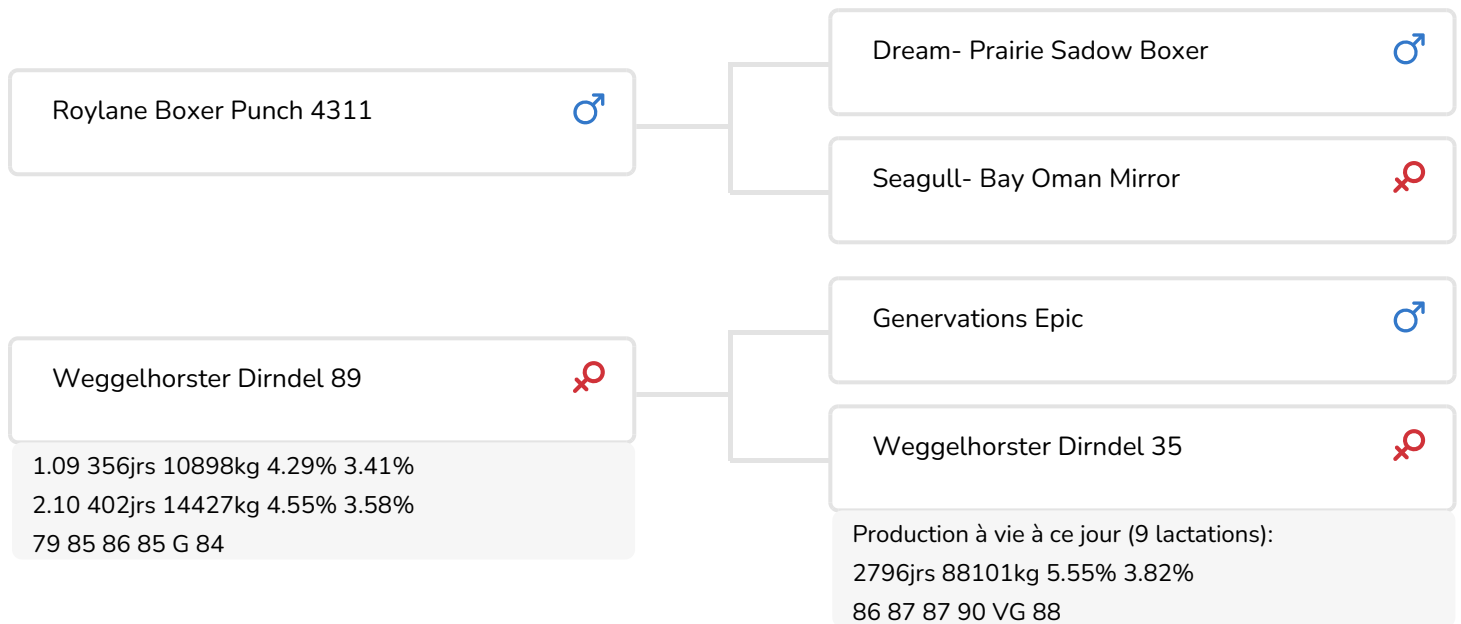 Roylane Boxer Punch 4311
Dream- Prairie Sadow Boxer
Seagull- Bay Oman Mirror
Weggelhorster Dirndel 89
1.09 356jrs 10898kg 4.29% 3.41%
2.10 402jrs 14427kg 4.55% 3.58%
79 85 86 85 G 84
Genervations Epic
Weggelhorster Dirndel 35
Production à vie à ce jour (9 lactations):
2796jrs 88101kg 5.55% 3.82%
86 87 87 90 VG 88